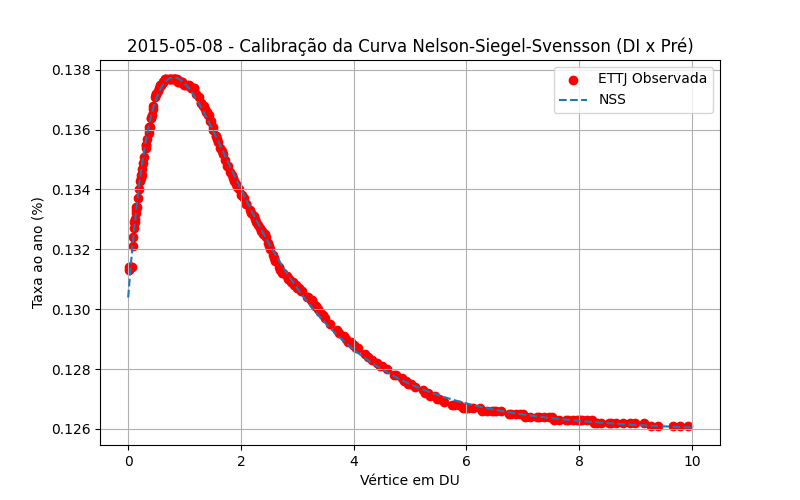 2015-05-08 - Calibração da Curva Nelson-Siegel-Svensson (DI x Pré)
ETTJ Observada
NSS
Taxa ao ano (%)
0.138
0.136
0.134
0.132
0.130
0.128
0.126
0
2
4
6
8
10
Vértice em DU